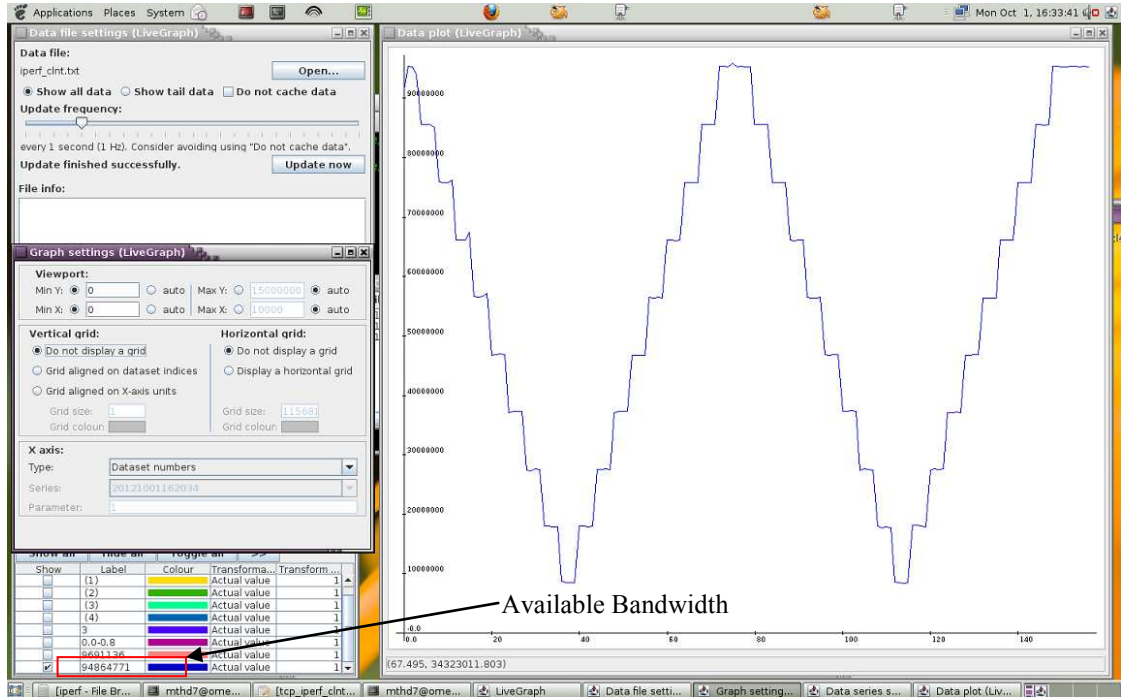 Applications Places System
Mon Oct 1, 16:33:41
Data file settings (LiveGraph)
Data file:
iperf_clnt.txt
Open...
Show all data Show tail data Do not cache data
Update frequency:
every 1 second (1 Hz). Consider avoiding using "Do not cache data".
Update finished successfully.
Update now
File info:
Graph settings (LiveGraph)
Viewport:
Min Y: 0 auto Max Y: 15000000 auto
Min X: 0 auto Max X: 10000 auto
Vertical grid:
Do not display a grid
Grid aligned on dataset indices
Grid aligned on X-axis units
Grid size: 1
Grid colour:
Horizontal grid:
Do not display a grid
Display a horizontal grid
Grid size: 115681
Grid colour:
X axis:
Type: Dataset numbers
Series: 20121001162034
Parameter: 1
Show all Hide all Toggle all >>
Show Label Colour Transforma... Transform ...
(1) Actual value 1
(2) Actual value 1
(3) Actual value 1
(4) Actual value 1
3 Actual value 1
0.0-0.8 Actual value 1
9691136 Actual value 1
94864771 Actual value 1
Data plot (LiveGraph)
90000000
80000000
70000000
60000000
50000000
40000000
30000000
20000000
10000000
0.0
0.0 20 40 60 80 100 120 140
Available Bandwidth
(67.495, 34323011.803)
[iperf - File Br... mthd7@ome... [tcp_iperf_clnt... mthd7@ome... LiveGraph Data file setti... Graph setting... Data series s... Data plot (Liv...